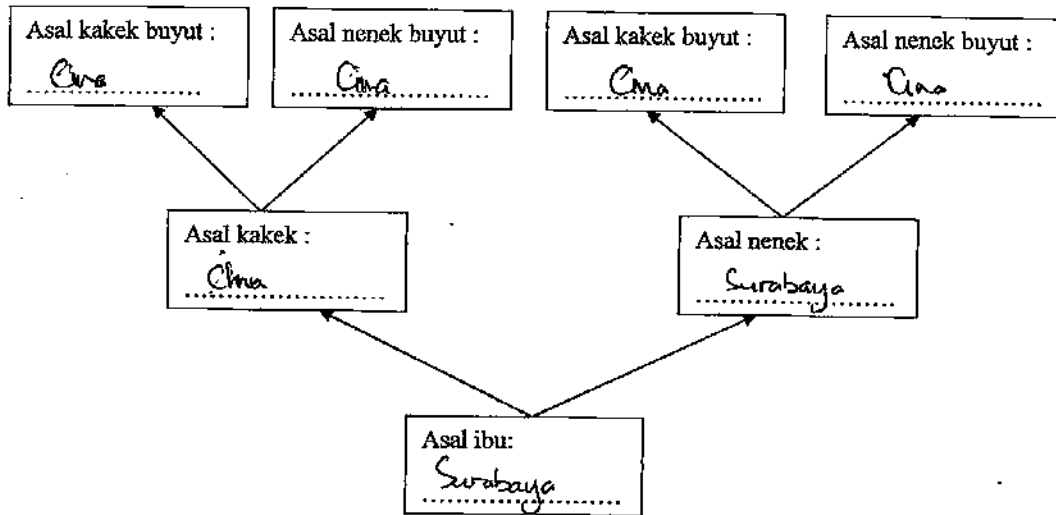 Asal kakek buyut :
Cina
Asal nenek buyut :
Cina
Asal kakek buyut :
Cina
Asal nenek buyut :
Cina
Asal kakek :
Cina
Asal nenek :
Surabaya
Asal ibu:
Surabaya